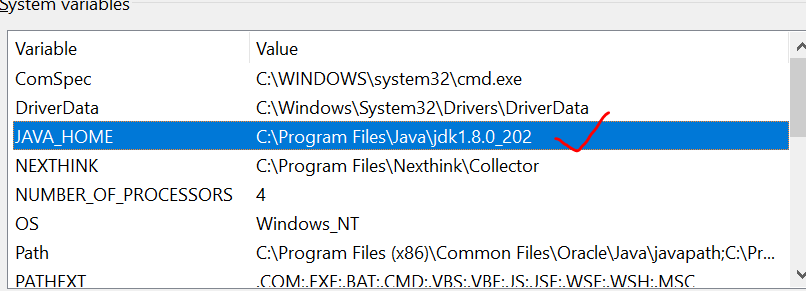 System variables
Variable Value
ComSpec C:\WINDOWS\system32\cmd.exe
DriverData C:\Windows\System32\Drivers\DriverData
JAVA_HOME C:\Program Files\Java\jdk1.8.0_202
NEXTHINK C:\Program Files\Nexthink\Collector
NUMBER_OF_PROCESSORS 4
OS Windows_NT
Path C:\Program Files (x86)\Common Files\Oracle\Java\javapath;C:\Pr...
PATHEXT .COM;.EXE;.BAT;.CMD;.VBS;.VBE;.JS;.JSE;.WSF;.WSH;.MSC